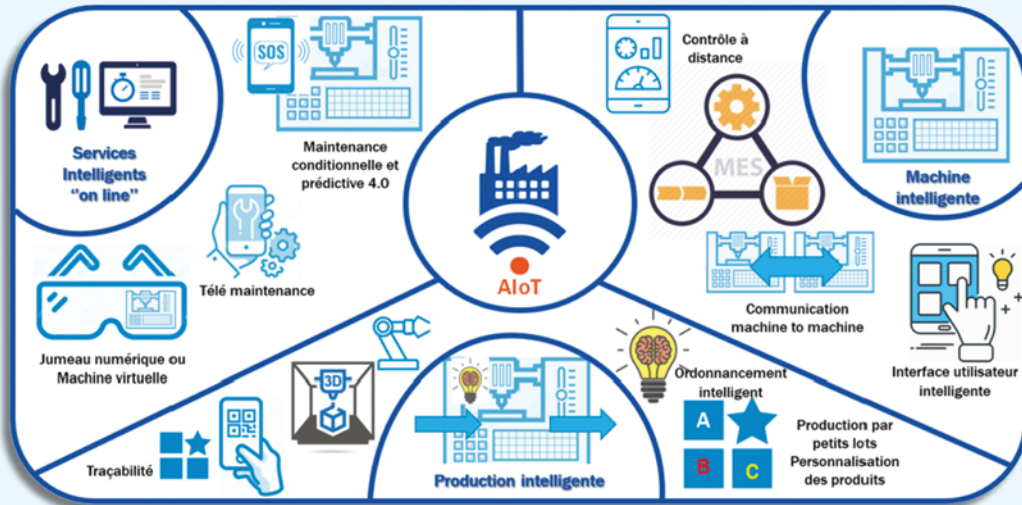 SOS
Maintenance
conditionnelle et
prédictive 4.0
Services
Intelligents
"on line"
Télé maintenance
Jumeau numérique ou
Machine virtuelle
AIoT
Contrôle à
distance
MES
Machine
intelligente
Communication
machine to machine
Interface utilisateur
intelligente
Traçabilité
3D
Production intelligente
Ordonnancement
intelligent
A
B
C
Production par
petits lots
Personnalisation
des produits